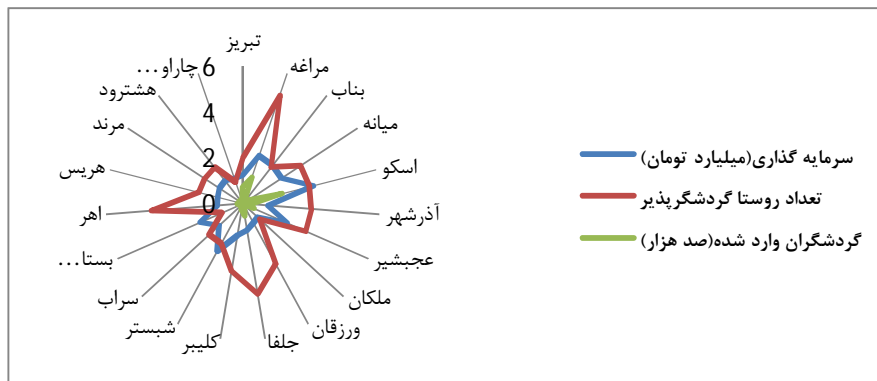 تبریز
مراغه
بناب
میانه
اسکو
آذرشهر
عجبشیر
ملکان
ورزقان
جلفا
کلیبر
شبستر
سراب
بستا...
اهر
هریس
مرند
هشترود
چاراو...
6
4
2
0
سرمایه گذاری(میلیارد تومان)
تعداد روستا گردشگرپذیر
گردشگران وارد شده(صد هزار)